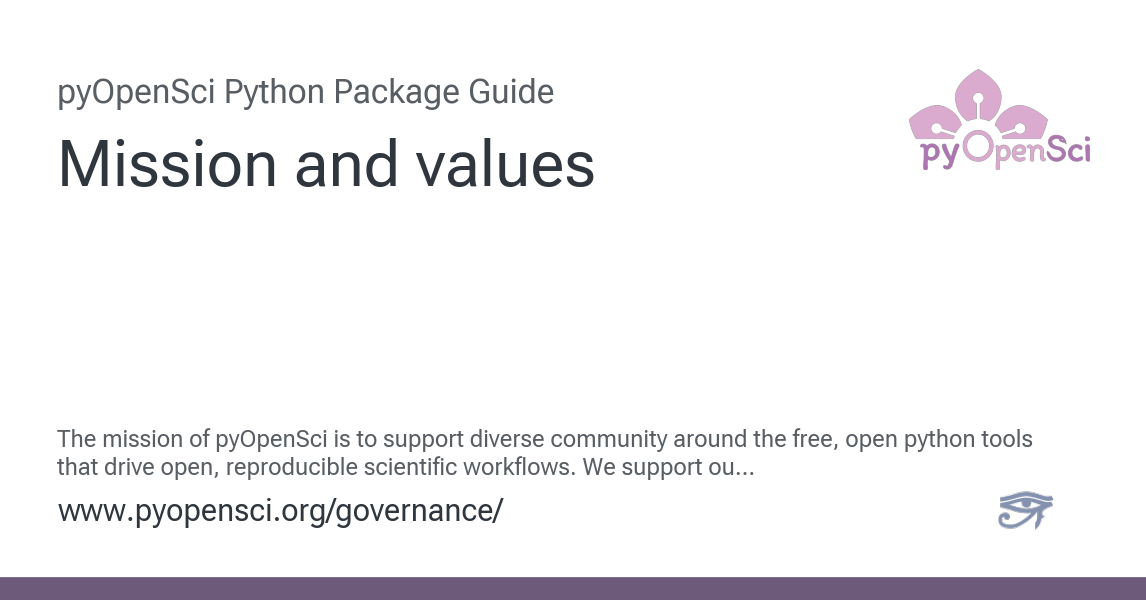 pyOpenSci Python Package Guide
Mission and values
pyOpenSci
The mission of pyOpenSci is to support diverse community around the free, open python tools
that drive open, reproducible scientific workflows. We support ou...
www.pyopensci.org/governance/